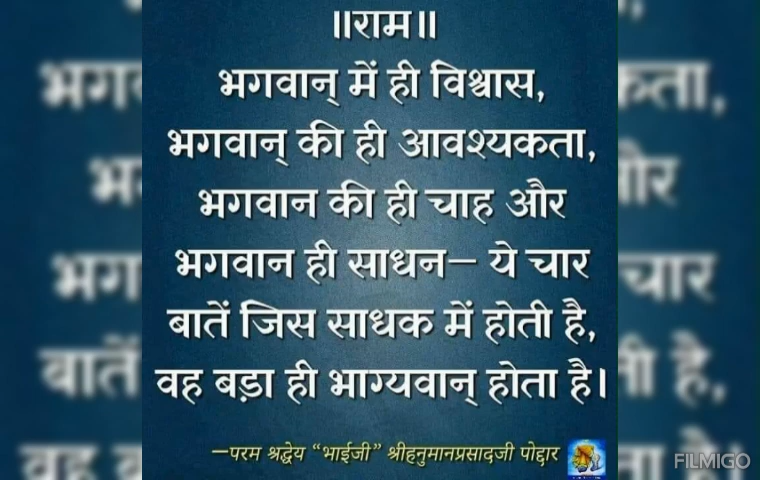 ॥राम॥
भगवान् में ही विश्वास,
भगवान् की ही आवश्यकता,
भगवान की ही चाह और
भगवान ही साधन— ये चार
बातें जिस साधक में होती है,
वह बड़ा ही भाग्यवान् होता है।
—परम श्रद्धेय “भाईजी” श्रीहनुमानप्रसादजी पोद्दार
FILMIGO